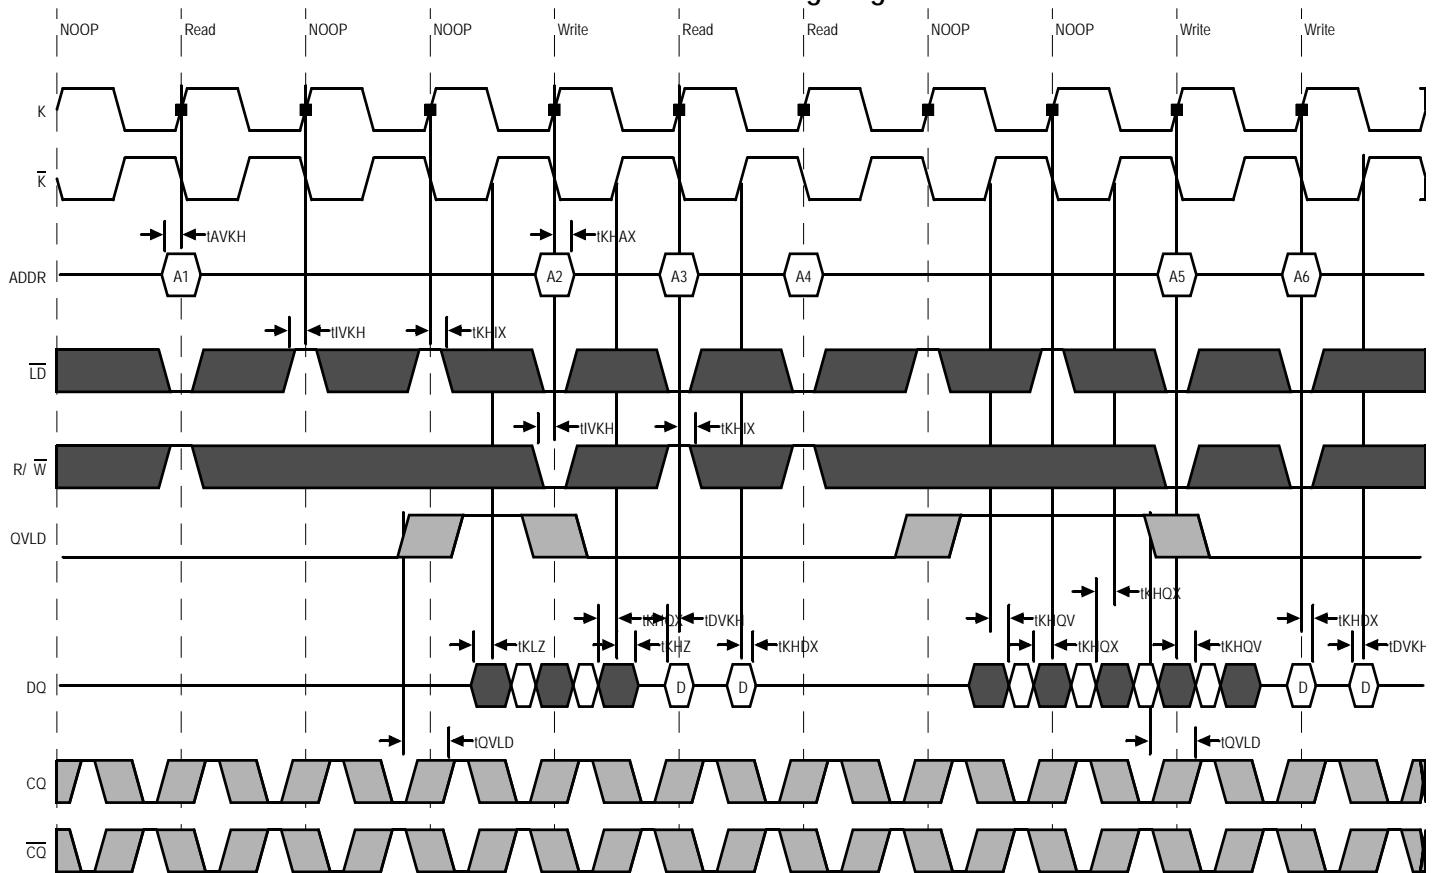 NOOP Read NOOP NOOP Write Read Read NOOP NOOP Write Write
K
K
tAVKH tKHAX
ADDR A1 A2 A3 A4 A5 A6
tIVKH tKHIX
LD
tIVKH tKHIX
R/ W
QVLD
tKHQX
tKHQX tDVKH tKHQV tKHDX
tKLZ tKHZ tKHDX tKHQX tKHQV tDVKH
DQ D D D D
tQVLD tQVLD
CQ
CQ